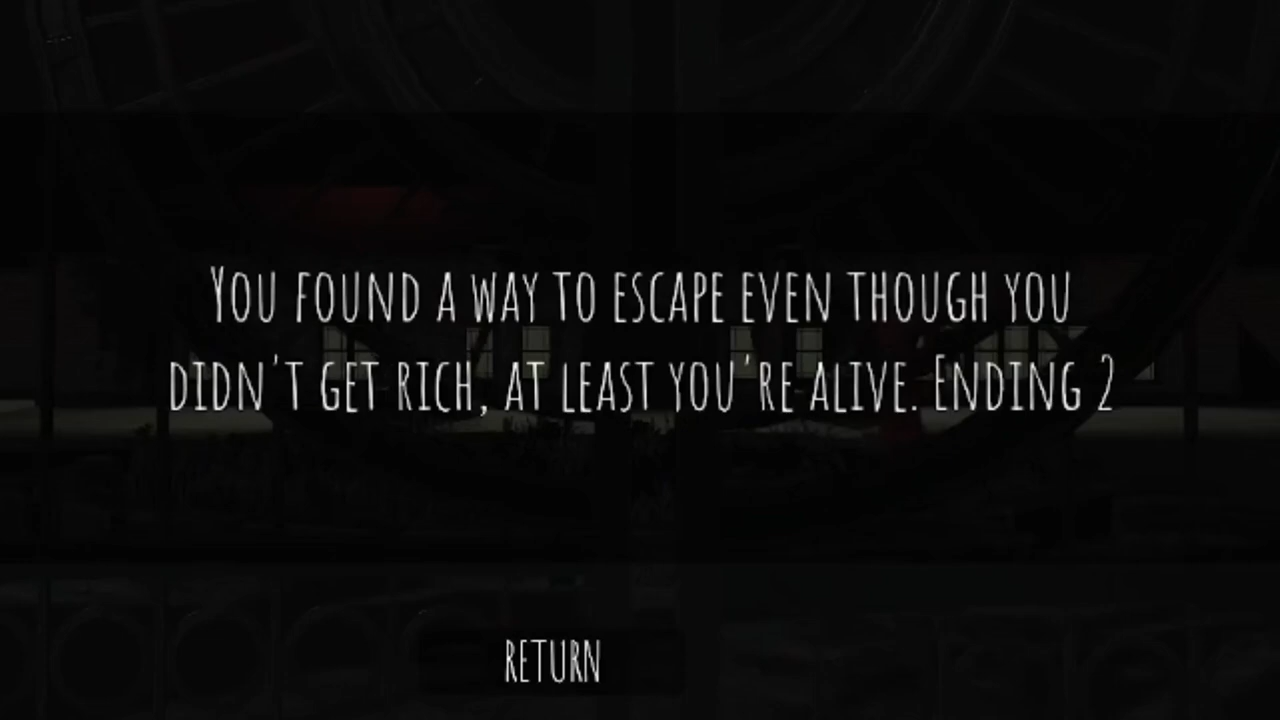 You found a way to escape even though you
didn't get rich, at least you're alive. Ending 2
RETURN